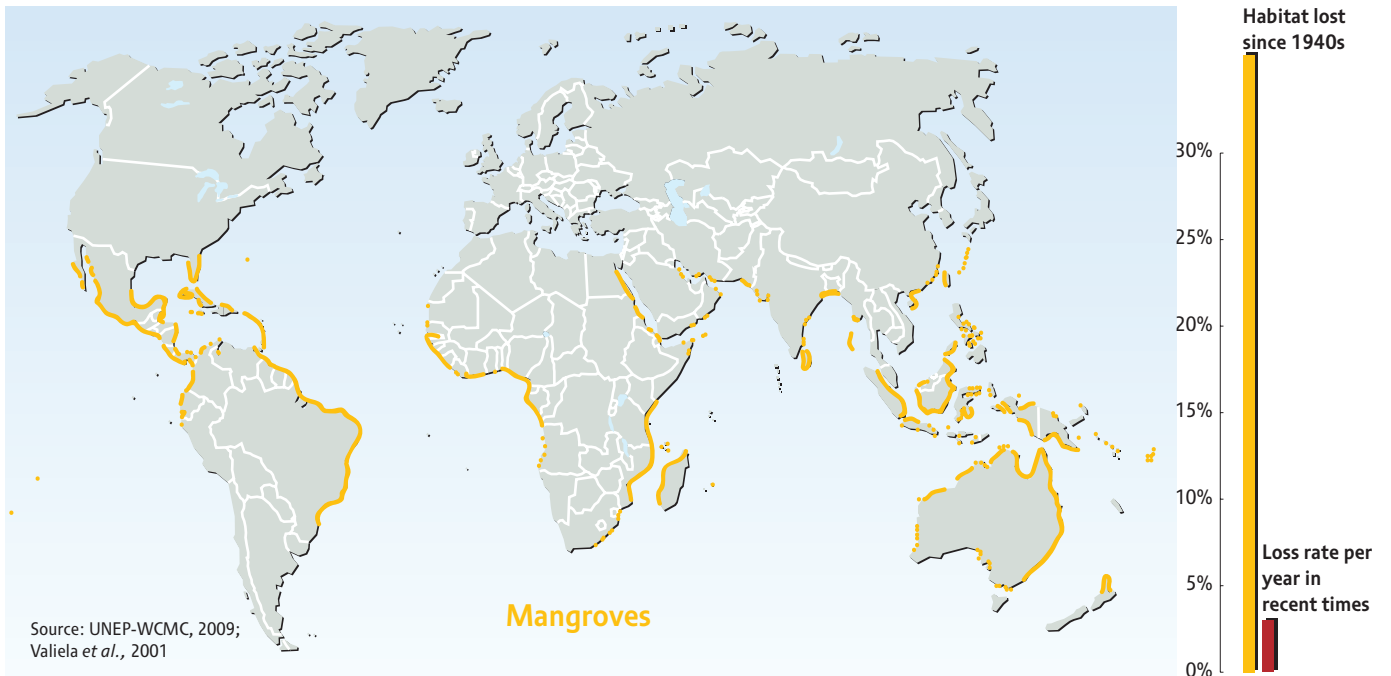 Habitat lost
since 1940s
30%
25%
20%
15%
10%
5%
0%
Loss rate per
year in
recent times
Mangroves
Source: UNEP-WCMC, 2009;
Valiela et al., 2001